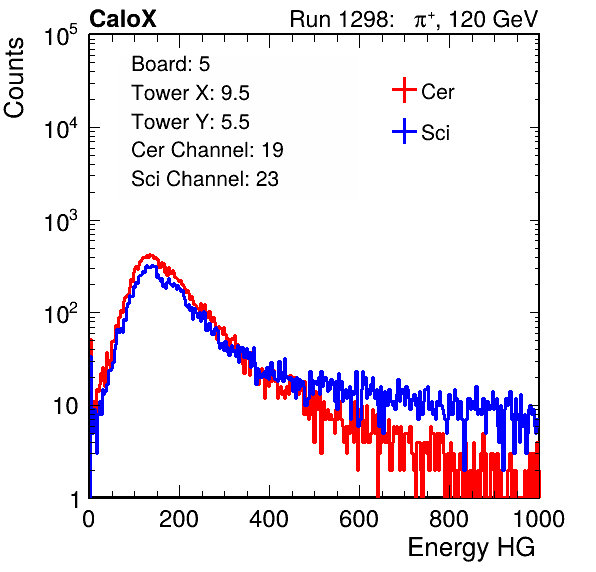 CaloX Run 1298: π⁺, 120 GeV
Counts
10⁵
10⁴
10³
10²
10
1
Board: 5
Tower X: 9.5
Tower Y: 5.5
Cer Channel: 19
Sci Channel: 23
Cer
Sci
0 200 400 600 800 1000
Energy HG